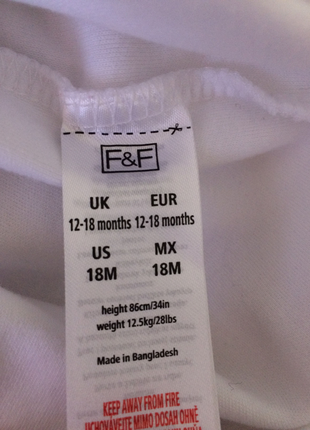 F&F
UK EUR
12-18 months 12-18 months
US MX
18M 18M
height 86cm/34in
weight 12.5kg/28lbs
Made in Bangladesh
KEEP AWAY FROM FIRE
UCHOVÁVEJTE MIMO DOSAH OHNĚ